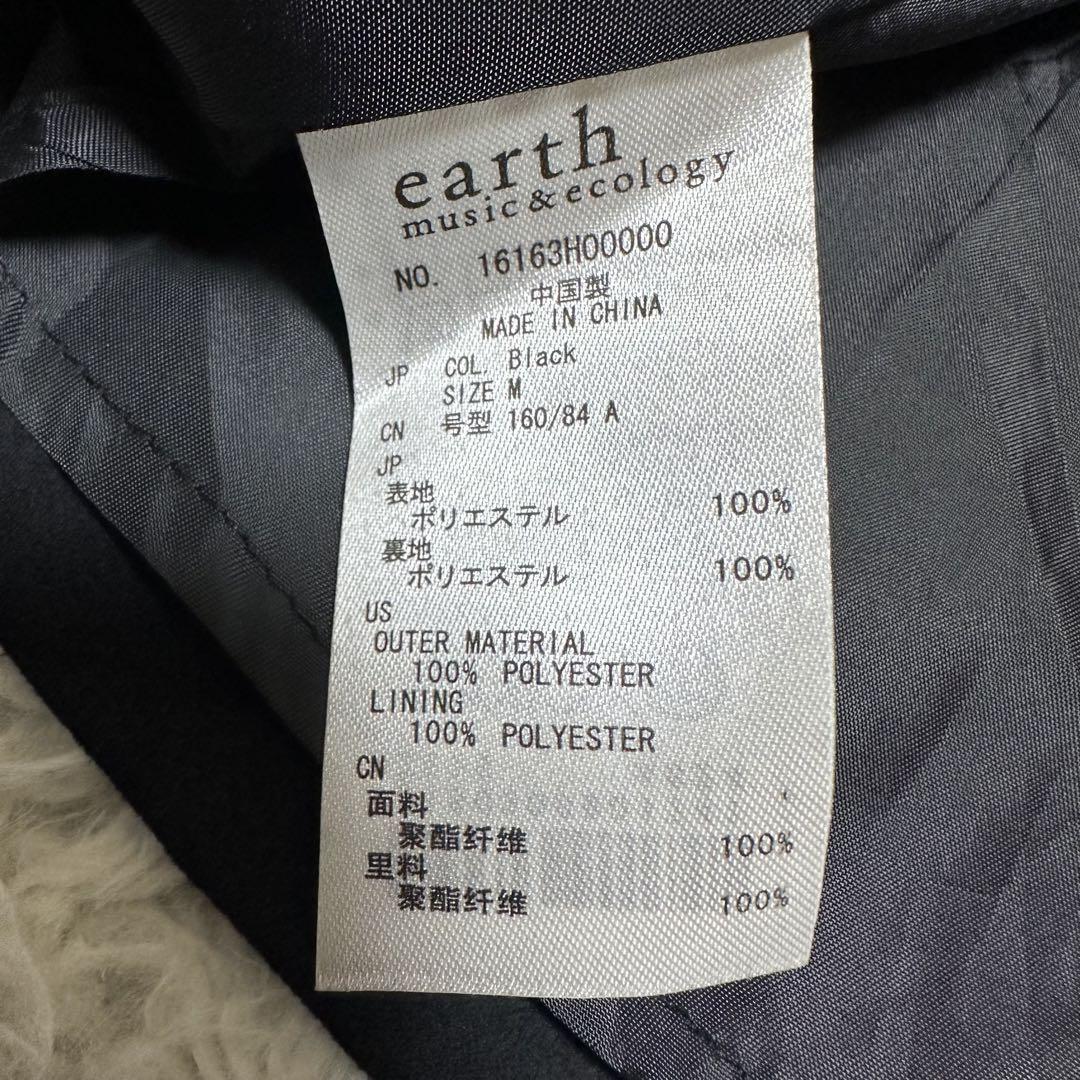 earth
music & ecology
NO. 16163H00000
中国製
MADE IN CHINA
JP COL. Black
SIZE M
CN 号型 160/84 A
JP
表地
ポリエステル 100%
裏地
ポリエステル 100%
US
OUTER MATERIAL
100% POLYESTER
LINING
100% POLYESTER
CN
面料
聚酯纤维 100%
里料
聚酯纤维 100%